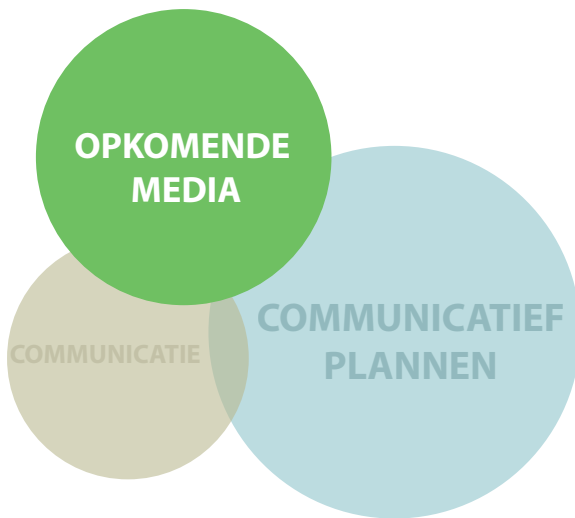 OPKOMENDE
MEDIA
COMMUNICATIEF
PLANNEN
COMMUNICATIE